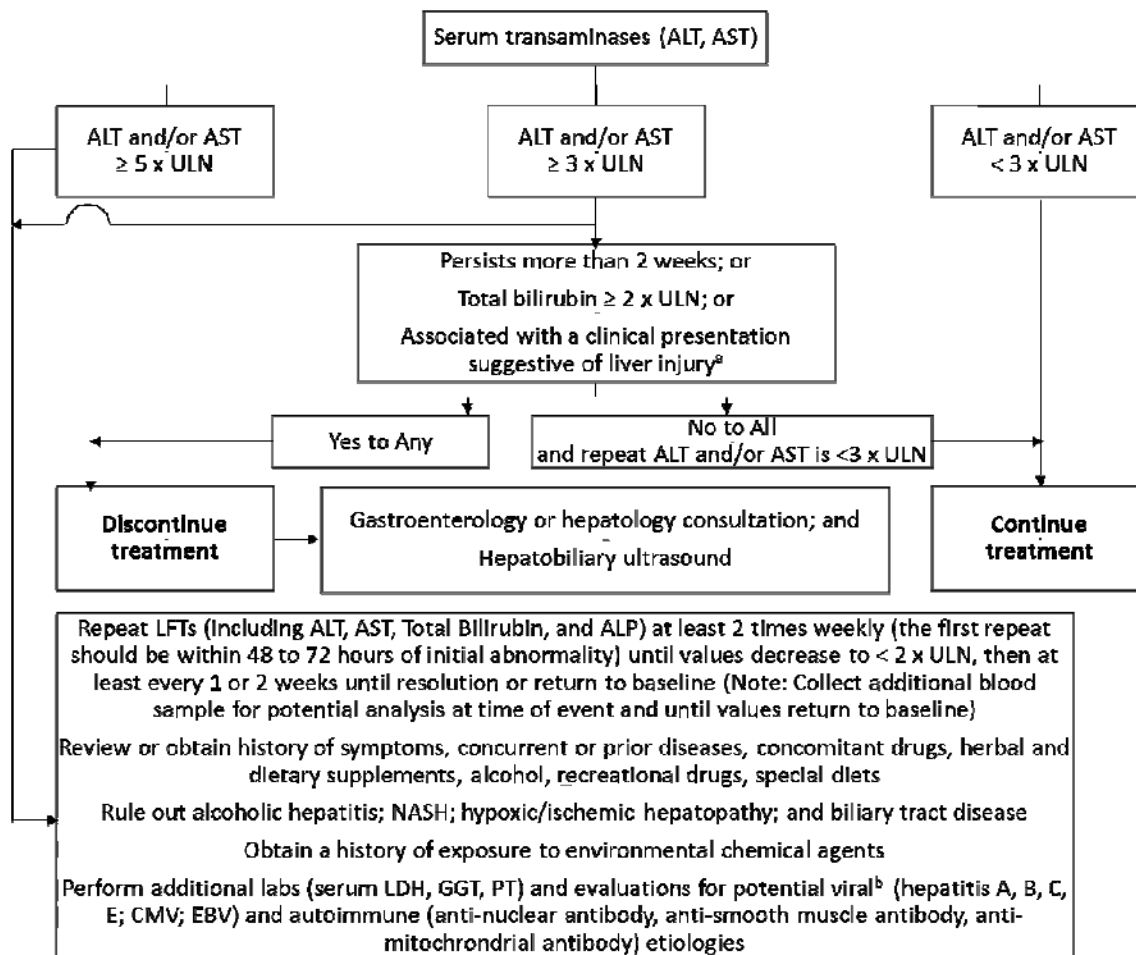 Serum transaminases (ALT, AST)
ALT and/or AST
≥ 5 x ULN
ALT and/or AST
≥ 3 x ULN
ALT and/or AST
< 3 x ULN
Persists more than 2 weeks; or
Total bilirubin ≥ 2 x ULN; or
Associated with a clinical presentation
suggestive of liver injuryᵃ
Yes to Any
No to All
and repeat ALT and/or AST is <3 x ULN
Discontinue
treatment
Gastroenterology or hepatology consultation; and
Hepatobiliary ultrasound
Continue
treatment
Repeat LFTs (including ALT, AST, Total Bilirubin, and ALP) at least 2 times weekly (the first repeat
should be within 48 to 72 hours of initial abnormality) until values decrease to < 2 x ULN, then at
least every 1 or 2 weeks until resolution or return to baseline (Note: Collect additional blood
sample for potential analysis at time of event and until values return to baseline)
Review or obtain history of symptoms, concurrent or prior diseases, concomitant drugs, herbal and
dietary supplements, alcohol, recreational drugs, special diets
Rule out alcoholic hepatitis; NASH; hypoxic/ischemic hepatopathy; and biliary tract disease
Obtain a history of exposure to environmental chemical agents
Perform additional labs (serum LDH, GGT, PT) and evaluations for potential viralᵇ (hepatitis A, B, C,
E; CMV; EBV) and autoimmune (anti-nuclear antibody, anti-smooth muscle antibody, anti-
mitochrondrial antibody) etiologies